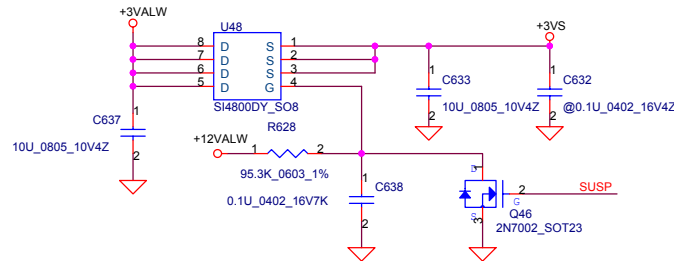 +3VALW
U48
+3VS
8 D S 1
7 D S 2
6 D S 3
5 D G 4
SI4800DY_SO8
1
C637
10U_0805_10V4Z
2
1
C633
10U_0805_10V4Z
2
1
C632
@0.1U_0402_16V4Z
2
R628
+12VALW
1 2
95.3K_0603_1%
1
C638
0.1U_0402_16V7K
2
D 1
2 SUSP
G
S 3
Q46
2N7002_SOT23